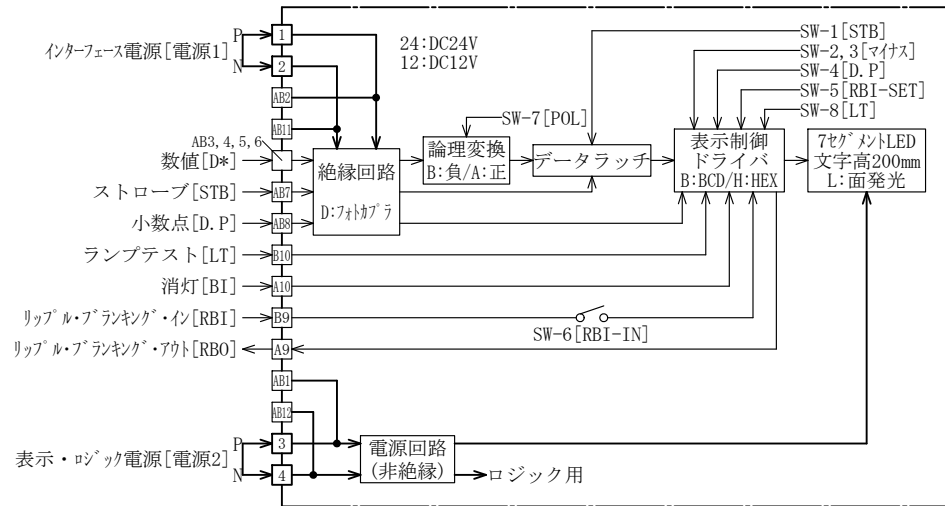 インターフェース電源[電源1]
P
N
1
2
24:DC24V
12:DC12V
SW-1[STB]
SW-2,3[マイナス]
SW-4[D.P]
SW-5[RBI-SET]
SW-8[LT]
AB2
AB11
SW-7[POL]
AB3,4,5,6
数値[D*]
絶縁回路
D:フォトカプラ
論理変換
B:負/A:正
データラッチ
表示制御
ドライバ
B:BCD/H:HEX
7セグメントLED
文字高200mm
L:面発光
ストローブ[STB]
AB7
小数点[D.P]
AB8
ランプテスト[LT]
B10
消灯[BI]
A10
リップル・ブランキング・イン[RBI]
B9
SW-6[RBI-IN]
リップル・ブランキング・アウト[RBO]
A9
AB1
AB12
表示・ロジック電源[電源2]
P
N
3
4
電源回路
(非絶縁)
ロジック用